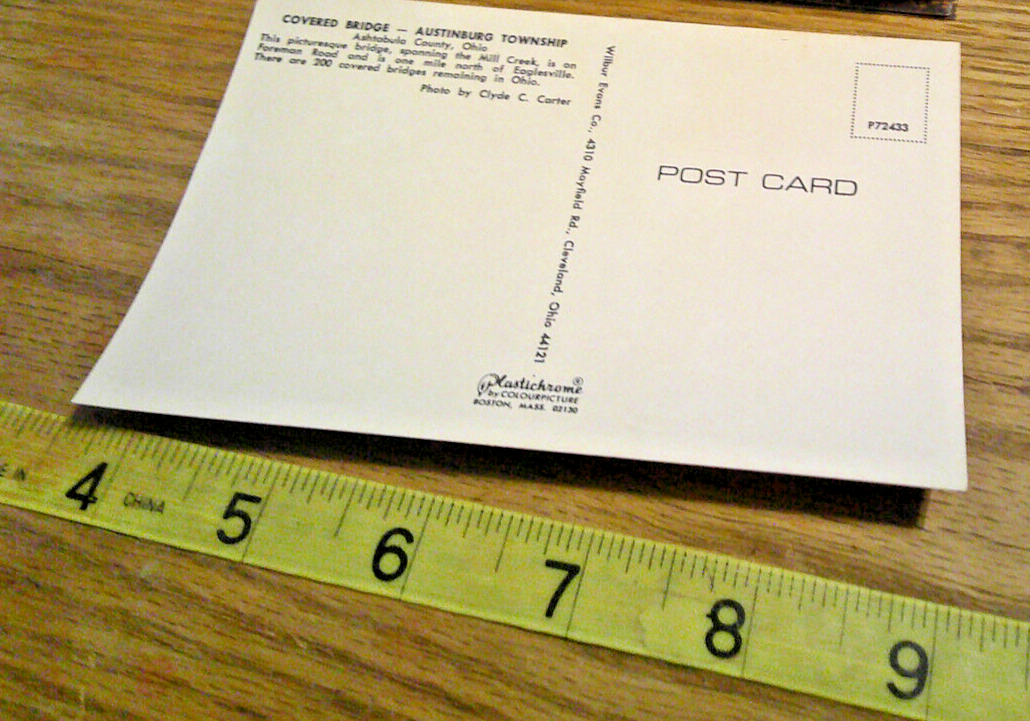 COVERED BRIDGE — AUSTINBURG TOWNSHIP
Ashtabula County, Ohio
This picturesque bridge, spanning the Mill Creek, is on
Foreman Road and is one mile north of Eaglesville.
There are 200 covered bridges remaining in Ohio.
Photo by Clyde C. Carter
Wilbur Evans Co., 4310 Mayfield Rd., Cleveland, Ohio 44121
P72433
POST CARD
Plastichrome®
by COLOURPICTURE
BOSTON, MASS. 02130
E IN 4 CHINA 5 6 7 8 9